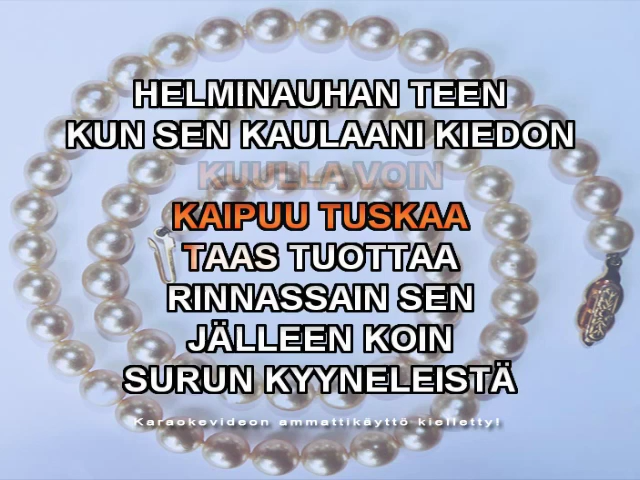 HELMINAUHAN TEEN
KUN SEN KAULAANI KIEDON
KUULLA VOIN
KAIPUU TUSKAA
TAAS TUOTTAA
RINNASSAIN SEN
JÄLLEEN KOIN
SURUN KYYNELEISTÄ
Karaokevideon ammattikäyttö kielletty!